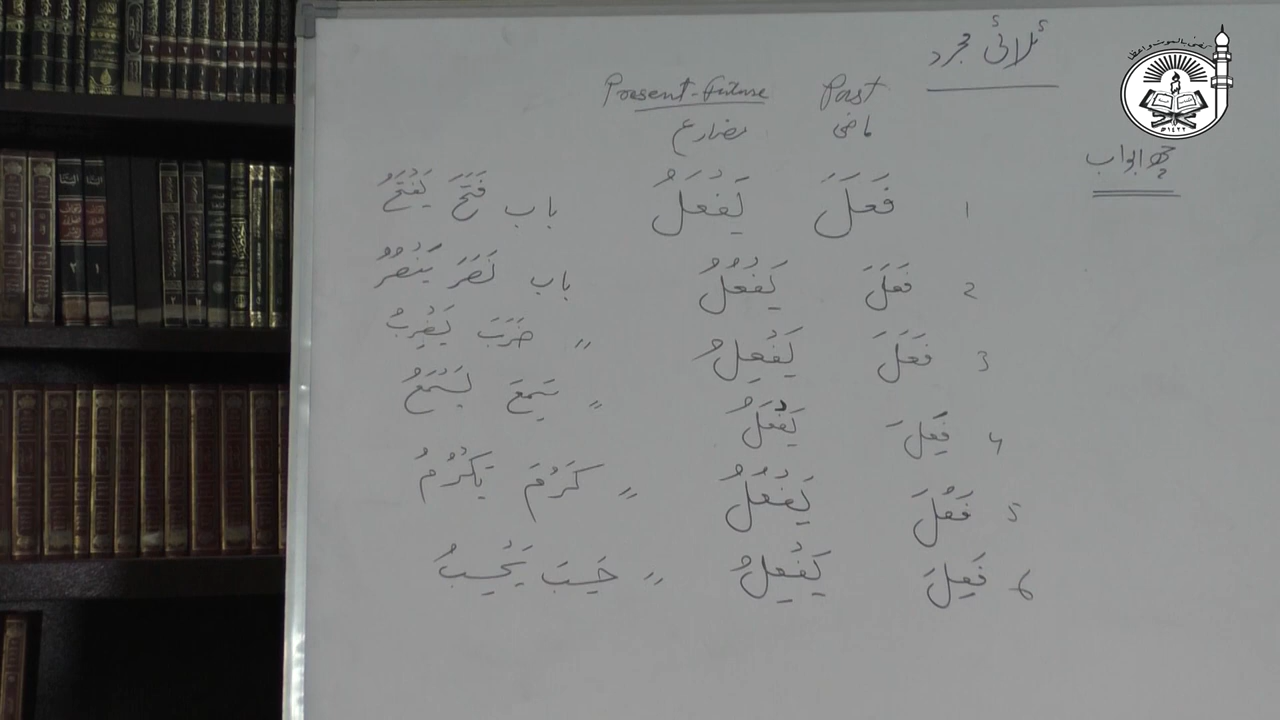 ثلاثی مجرد
Present-future Past
مضارع ماضی
چھ ابواب
1 فَعَلَ يَفْعَلُ باب فَتَحَ يَفْتَحُ
2 فَعَلَ يَفْعُلُ باب نَصَرَ يَنْصُرُ
3 فَعَلَ يَفْعِلُ 〃 ضَرَبَ يَضْرِبُ
4 فَعِلَ يَفْعَلُ 〃 سَمِعَ يَسْمَعُ
5 فَعُلَ يَفْعُلُ 〃 كَرُمَ يَكْرُمُ
6 فَعِلَ يَفْعِلُ 〃 حَسِبَ يَحْسِبُ